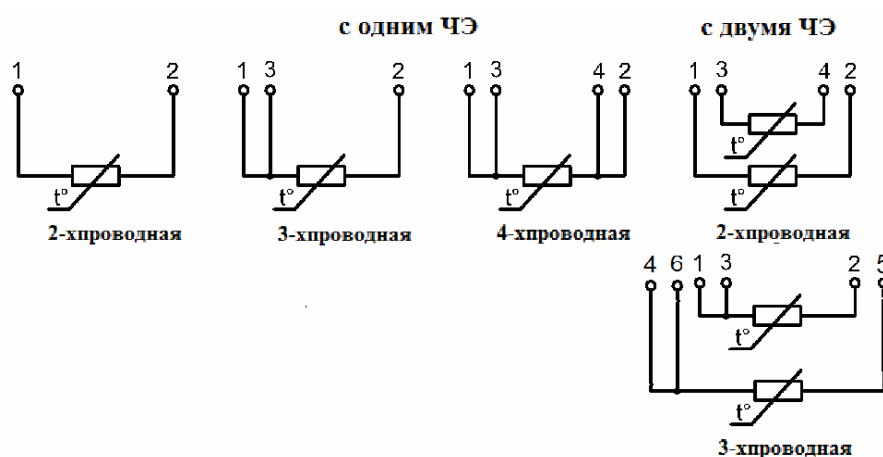 с одним ЧЭ
с двумя ЧЭ
1 2 1 3 2 1 3 4 2 1 3 4 2
t° t° t° t°
t°
2-хпроводная 3-хпроводная 4-хпроводная 2-хпроводная
4 6 1 3 2 5
t°
t°
3-хпроводная